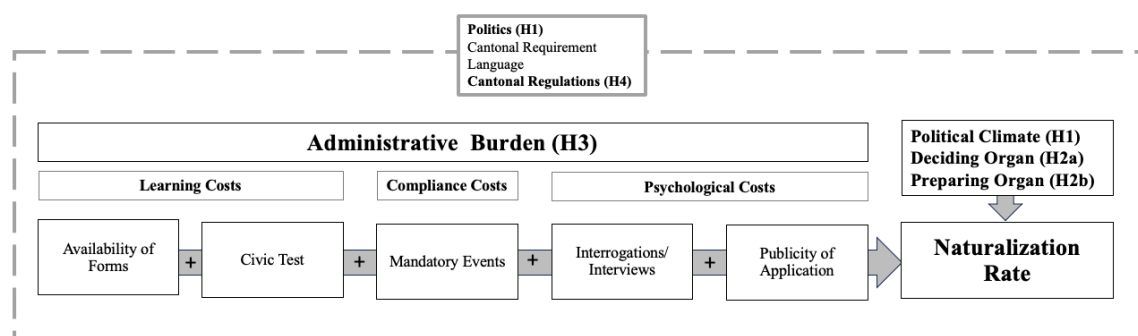 Politics (H1)
Cantonal Requirement
Language
Cantonal Regulations (H4)
Administrative Burden (H3)
Learning Costs
Compliance Costs
Psychological Costs
Availability of
Forms
+
Civic Test
+
Mandatory Events
+
Interrogations/
Interviews
+
Publicity of
Application
Political Climate (H1)
Deciding Organ (H2a)
Preparing Organ (H2b)
Naturalization
Rate